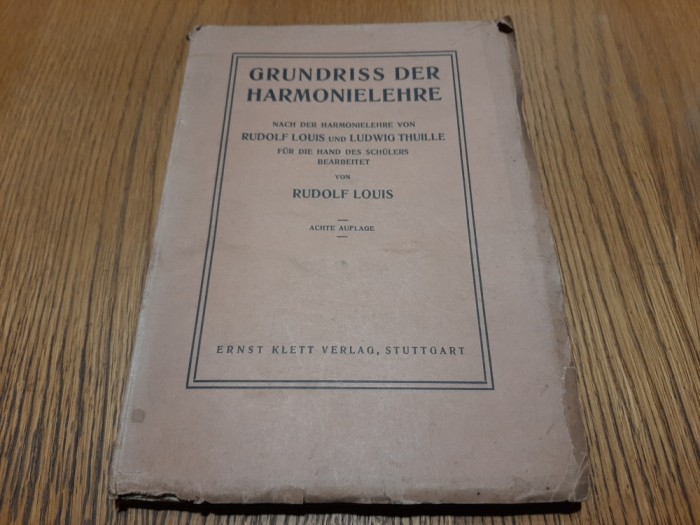 GRUNDRISS DER
HARMONIELEHRE
NACH DER HARMONIELEHRE VON
RUDOLF LOUIS UND LUDWIG THUILLE
FÜR DIE HAND DES SCHÜLERS
BEARBEITET
VON
RUDOLF LOUIS
ACHTE AUFLAGE
ERNST KLETT VERLAG, STUTTGART